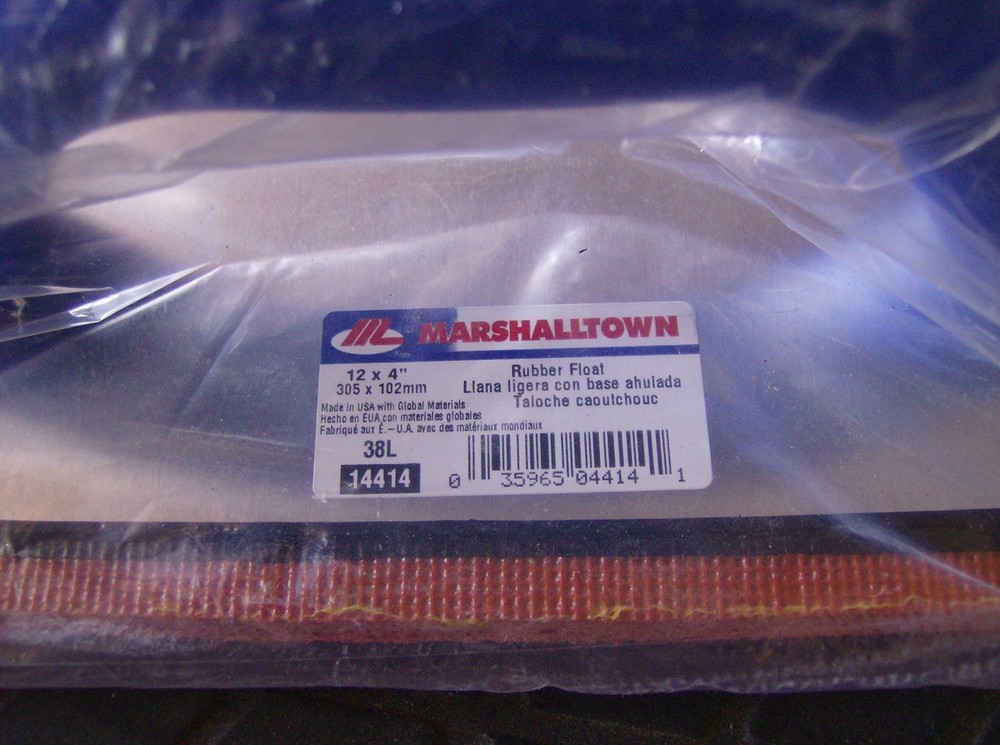 ML MARSHALLTOWN
12 x 4"
305 x 102mm
Rubber Float
Llana ligera con base ahulada
Taloche caoutchouc
Made in USA with Global Materials
Hecho en EUA con materiales globales
Fabriqué aux É.-U.A. avec des matériaux mondiaux
38L
14414
0 35965 04414 1